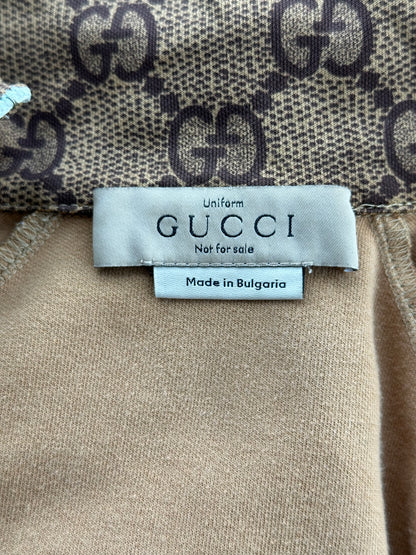 Uniform
GUCCI
Not for sale
Made in Bulgaria